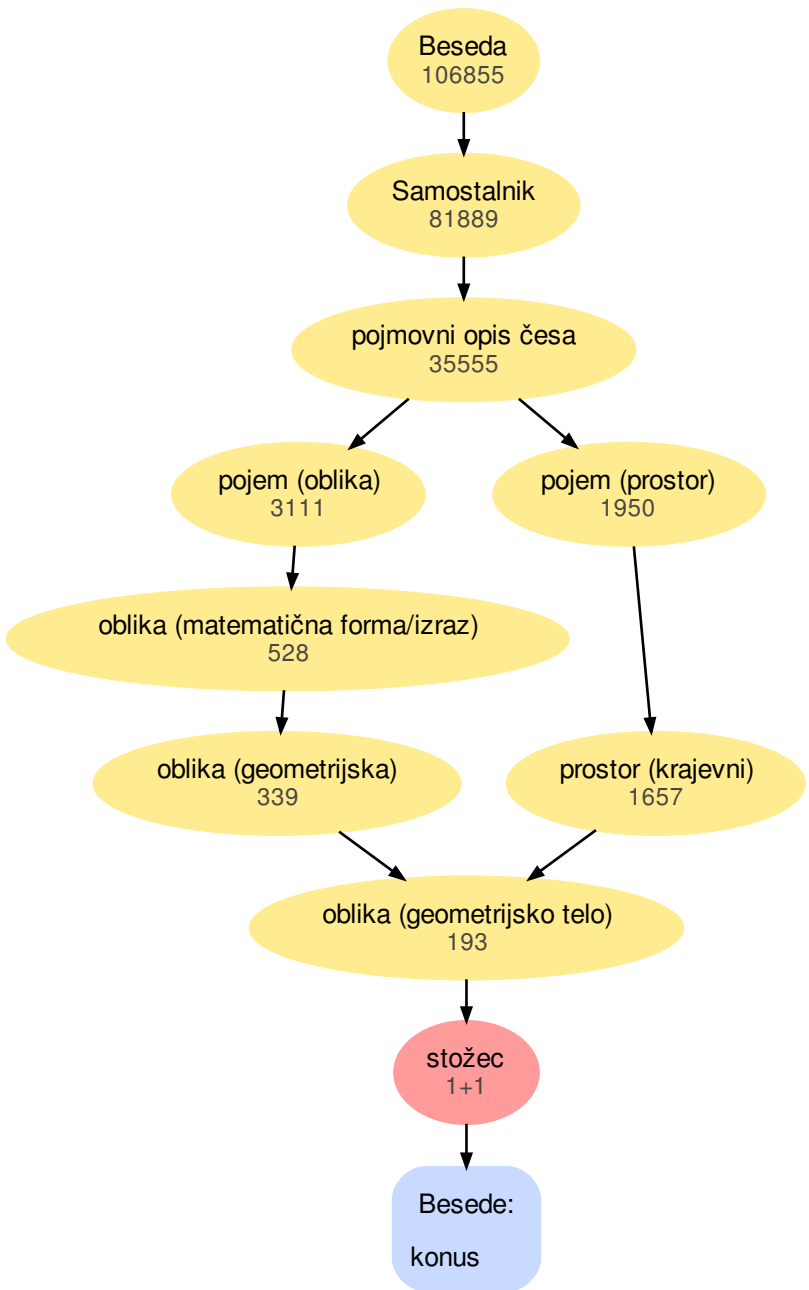 Beseda
106855
Samostalnik
81889
pojmovni opis česa
35555
pojem (oblika)
3111
pojem (prostor)
1950
oblika (matematična forma/izraz)
528
oblika (geometrijska)
339
prostor (krajevni)
1657
oblika (geometrijsko telo)
193
stožec
1+1
Besede:
konus